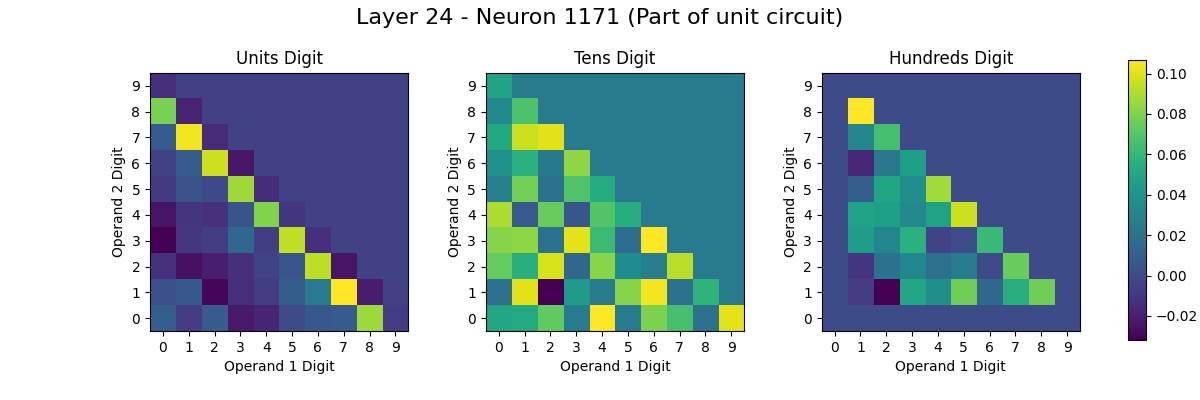 Layer 24 - Neuron 1171 (Part of unit circuit)
Units Digit
Tens Digit
Hundreds Digit
Operand 2 Digit
9
8
7
6
5
4
3
2
1
0
0 1 2 3 4 5 6 7 8 9
Operand 1 Digit
Operand 2 Digit
9
8
7
6
5
4
3
2
1
0
0 1 2 3 4 5 6 7 8 9
Operand 1 Digit
Operand 2 Digit
9
8
7
6
5
4
3
2
1
0
0 1 2 3 4 5 6 7 8 9
Operand 1 Digit
0.10
0.08
0.06
0.04
0.02
0.00
−0.02